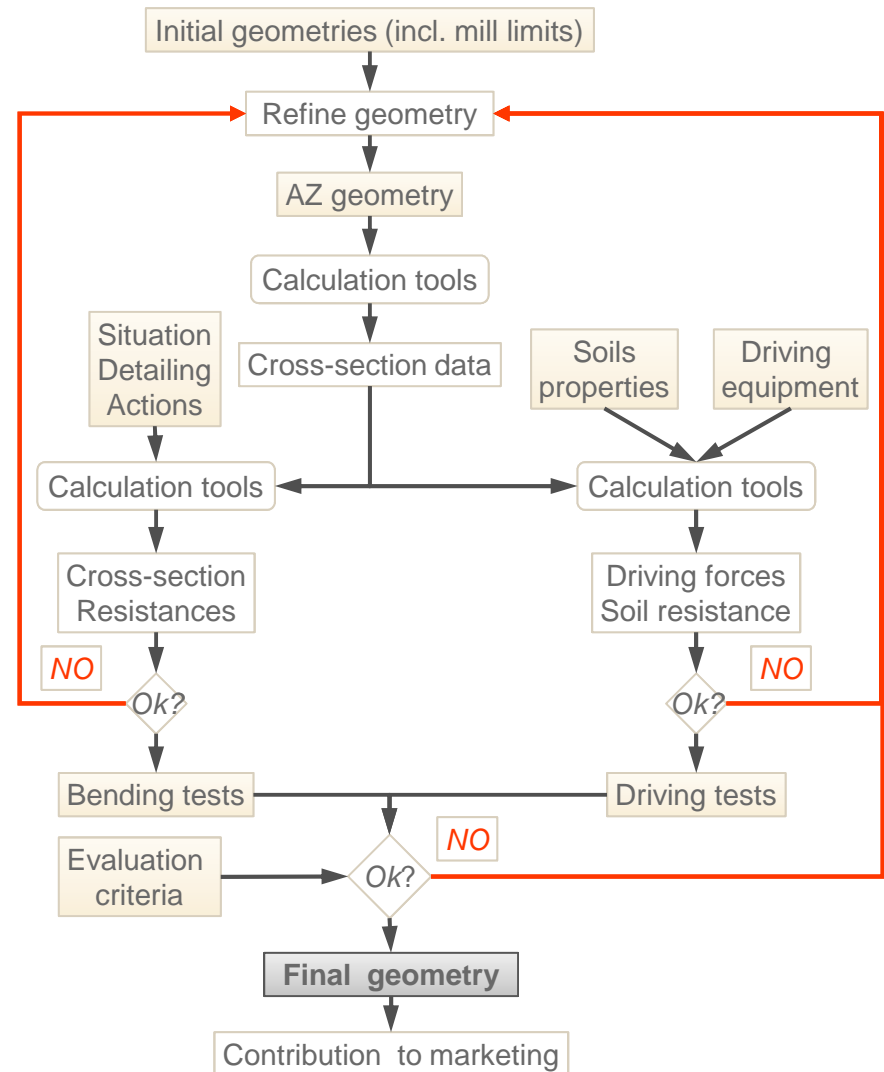 Initial geometries (incl. mill limits)
Refine geometry
AZ geometry
Calculation tools
Situation
Detailing
Actions
Cross-section data
Soils
properties
Driving
equipment
Calculation tools
Calculation tools
Cross-section
Resistances
Driving forces
Soil resistance
NO
NO
Ok?
Ok?
Bending tests
Driving tests
NO
Evaluation
criteria
Ok?
Final geometry
Contribution to marketing